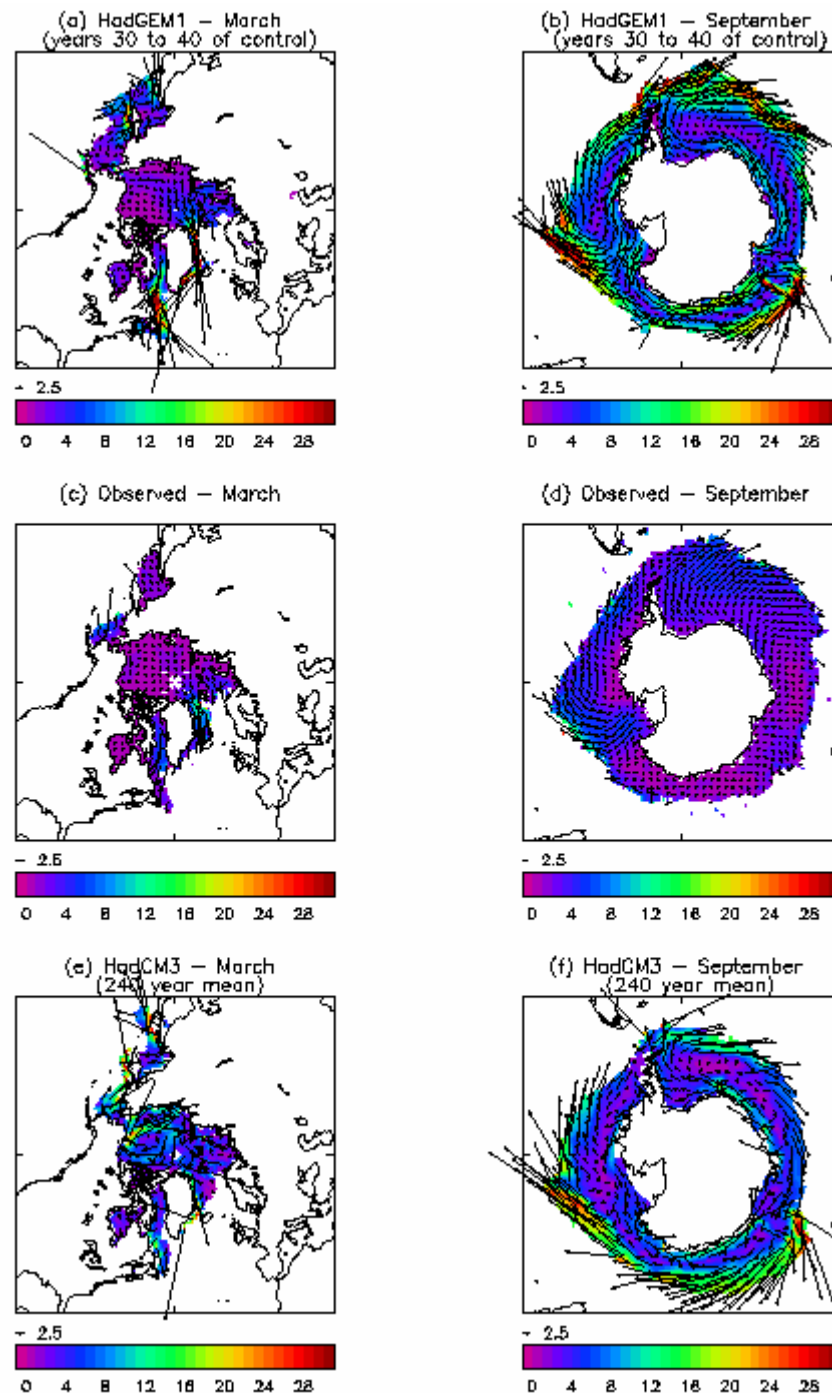 (a) HadGEM1 – March
(years 30 to 40 of control)
(b) HadGEM1 – September
(years 30 to 40 of control)
– 2.5
0 4 8 12 16 20 24 28
– 2.5
0 4 8 12 16 20 24 28
(c) Observed – March
(d) Observed – September
– 2.5
0 4 8 12 16 20 24 28
– 2.5
0 4 8 12 16 20 24 28
(e) HadCM3 – March
(240 year mean)
(f) HadCM3 – September
(240 year mean)
– 2.5
0 4 8 12 16 20 24 28
– 2.5
0 4 8 12 16 20 24 28